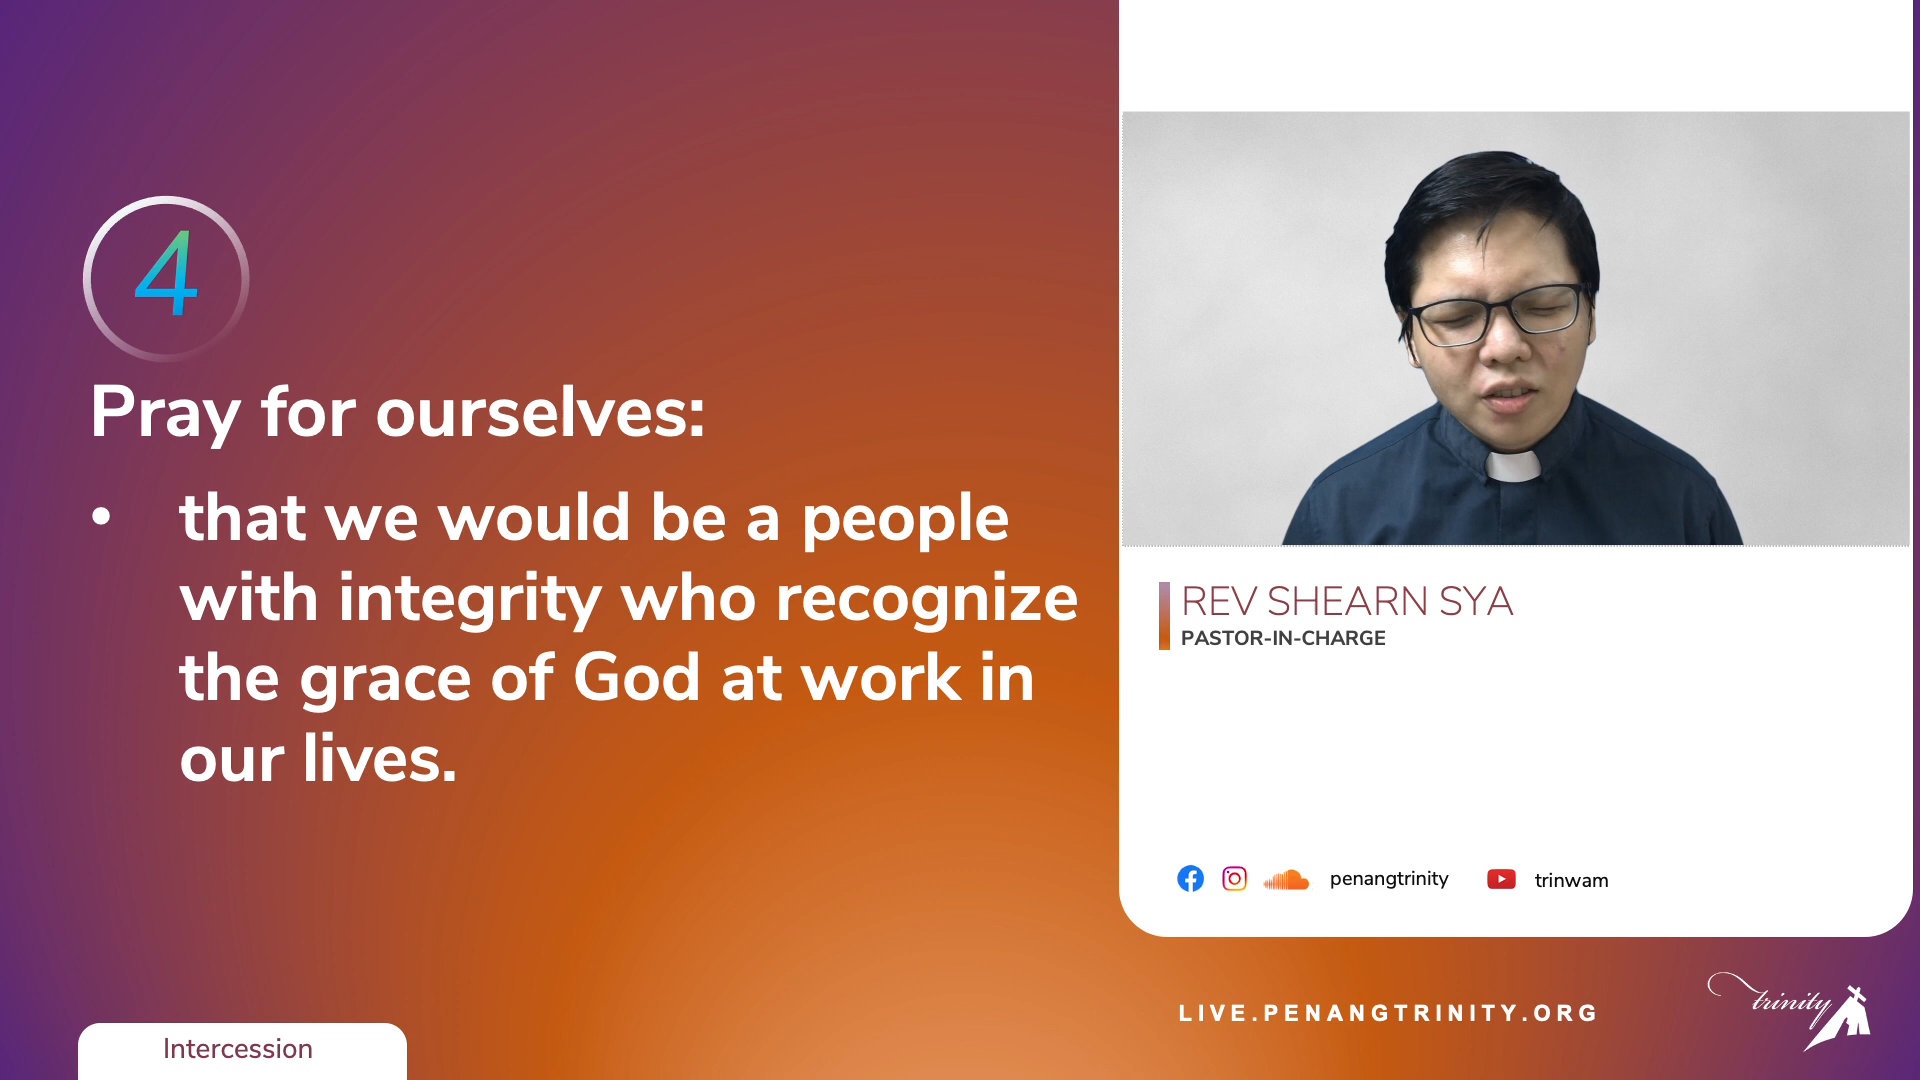 4
Pray for ourselves:
• that we would be a people
with integrity who recognize
the grace of God at work in
our lives.
REV SHEARN SYA
PASTOR-IN-CHARGE
penangtrinity
trinwam
LIVE.PENANGTRINITY.ORG
trinity
Intercession